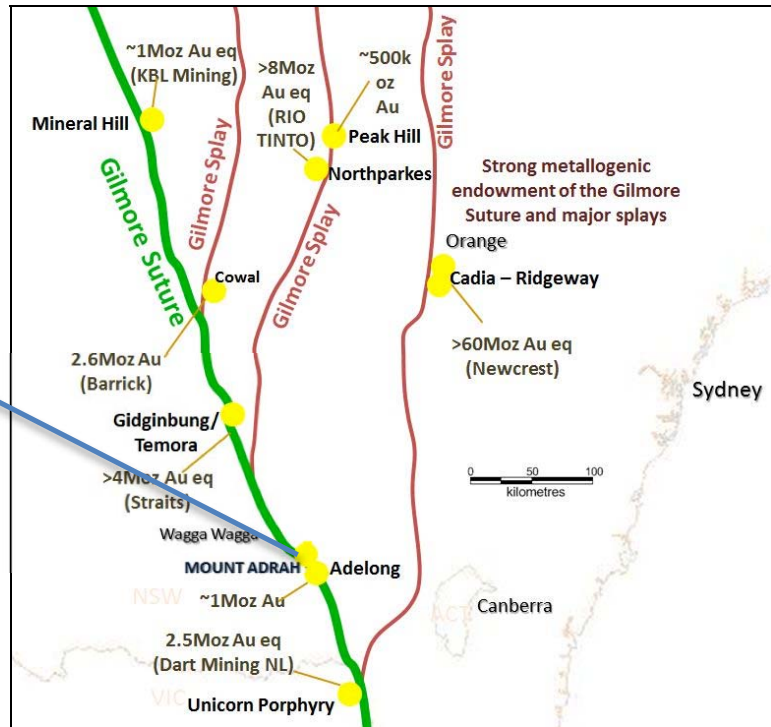 ~1Moz Au eq
(KBL Mining)
Mineral Hill
Gilmore Suture
Gilmore Splay
>8Moz
Au eq
(RIO
TINTO)
~500k
oz
Au
Peak Hill
Northparkes
Gilmore Splay
Gilmore Splay
Strong metallogenic
endowment of the Gilmore
Suture and major splays
Orange
Cadia – Ridgeway
>60Moz Au eq
(Newcrest)
Cowal
2.6Moz Au
(Barrick)
Sydney
Gidginbung/
Temora
>4Moz Au eq
(Straits)
0 50 100
kilometres
Wagga Wagga
MOUNT ADRAH
Adelong
~1Moz Au
NSW
ACT
Canberra
2.5Moz Au eq
(Dart Mining NL)
VIC
Unicorn Porphyry